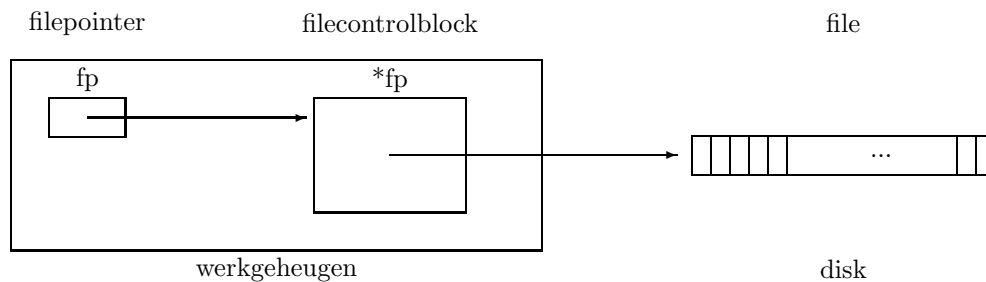 filepointer filecontrolblock file
fp *fp
...
werkgeheugen disk